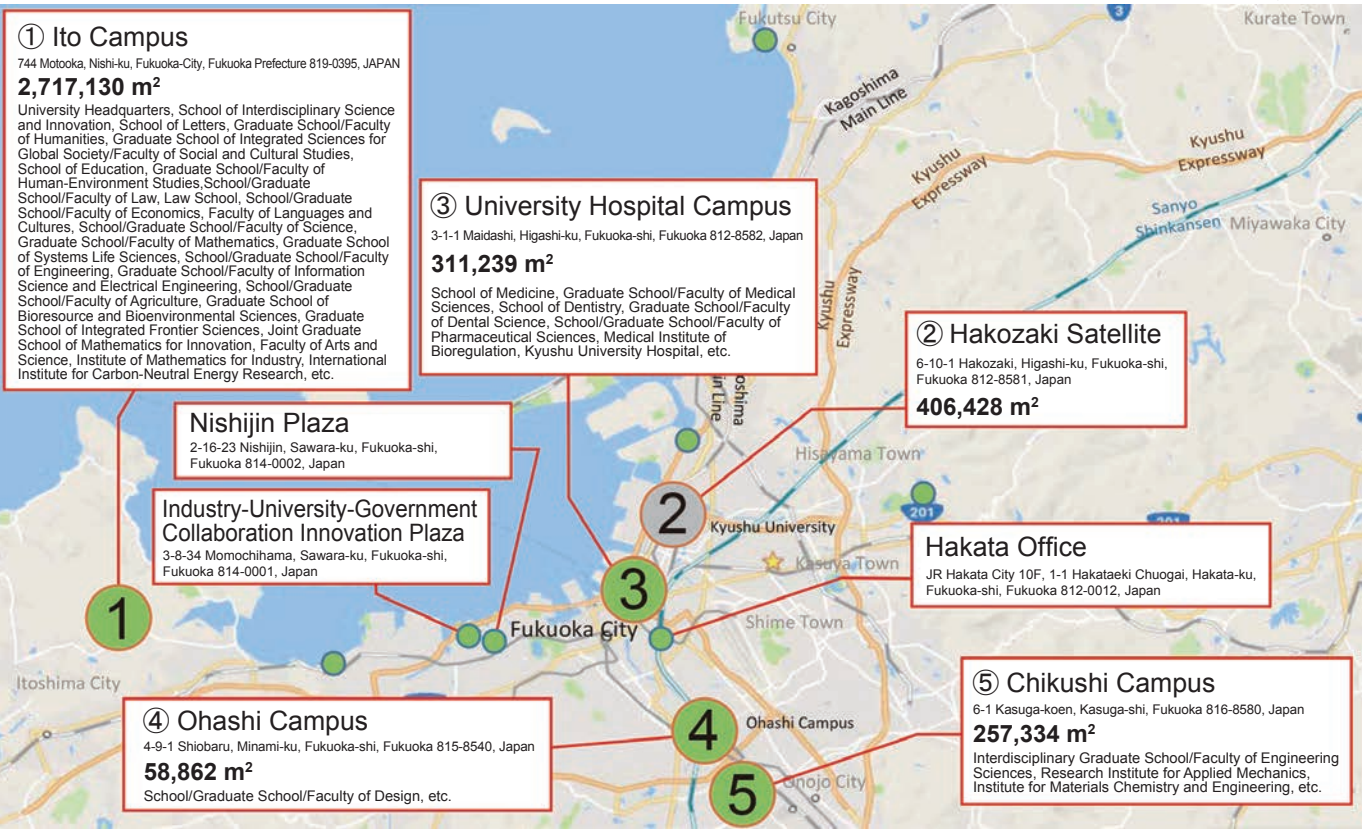 ① Ito Campus
744 Motooka, Nishi-ku, Fukuoka-City, Fukuoka Prefecture 819-0395, JAPAN
2,717,130 m²
University Headquarters, School of Interdisciplinary Science
and Innovation, School of Letters, Graduate School/Faculty
of Humanities, Graduate School of Integrated Sciences for
Global Society/Faculty of Social and Cultural Studies,
School of Education, Graduate School/Faculty of
Human-Environment Studies,School/Graduate
School/Faculty of Law, Law School, School/Graduate
School/Faculty of Economics, Faculty of Languages and
Cultures, School/Graduate School/Faculty of Science,
Graduate School/Faculty of Mathematics, Graduate School
of Systems Life Sciences, School/Graduate School/Faculty
of Engineering, Graduate School/Faculty of Information
Science and Electrical Engineering, School/Graduate
School/Faculty of Agriculture, Graduate School of
Bioresource and Bioenvironmental Sciences, Graduate
School of Integrated Frontier Sciences, Joint Graduate
School of Mathematics for Innovation, Faculty of Arts and
Science, Institute of Mathematics for Industry, International
Institute for Carbon-Neutral Energy Research, etc.
Fukutsu City
3
Kurate Town
Kagoshima
Main Line
Kyushu
Expressway
Kyushu
Expressway
Sanyo
Shinkansen
Miyawaka City
③ University Hospital Campus
3-1-1 Maidashi, Higashi-ku, Fukuoka-shi, Fukuoka 812-8582, Japan
311,239 m²
School of Medicine, Graduate School/Faculty of Medical
Sciences, School of Dentistry, Graduate School/Faculty
of Dental Science, School/Graduate School/Faculty of
Pharmaceutical Sciences, Medical Institute of
Bioregulation, Kyushu University Hospital, etc.
Kyushu
Expressway
② Hakozaki Satellite
6-10-1 Hakozaki, Higashi-ku, Fukuoka-shi,
Fukuoka 812-8581, Japan
406,428 m²
oshima
in Line
Nishijin Plaza
2-16-23 Nishijin, Sawara-ku, Fukuoka-shi,
Fukuoka 814-0002, Japan
Hisayama Town
Industry-University-Government
Collaboration Innovation Plaza
3-8-34 Momochihama, Sawara-ku, Fukuoka-shi,
Fukuoka 814-0001, Japan
2
Kyushu University
201
201
Hakata Office
JR Hakata City 10F, 1-1 Hakataeki Chuogai, Hakata-ku,
Fukuoka-shi, Fukuoka 812-0012, Japan
Kasuya Town
3
1
Fukuoka City
Shime Town
Itoshima City
④ Ohashi Campus
4-9-1 Shiobaru, Minami-ku, Fukuoka-shi, Fukuoka 815-8540, Japan
58,862 m²
School/Graduate School/Faculty of Design, etc.
4
Ohashi Campus
5
Onojo City
⑤ Chikushi Campus
6-1 Kasuga-koen, Kasuga-shi, Fukuoka 816-8580, Japan
257,334 m²
Interdisciplinary Graduate School/Faculty of Engineering
Sciences, Research Institute for Applied Mechanics,
Institute for Materials Chemistry and Engineering, etc.